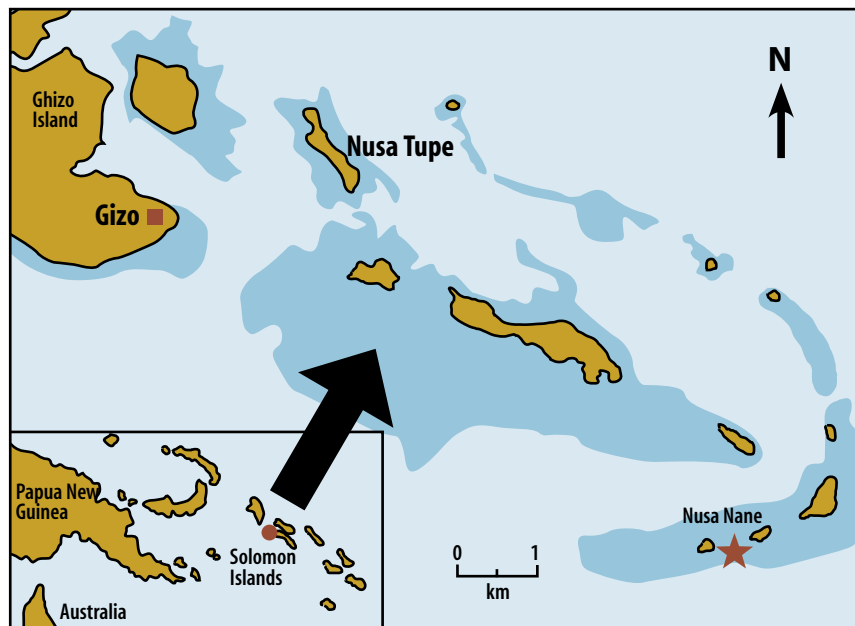 Ghizo
Island
N
Nusa Tupe
Gizo
Nusa Nane
0 1
km
Papua New
Guinea
Solomon
Islands
Australia